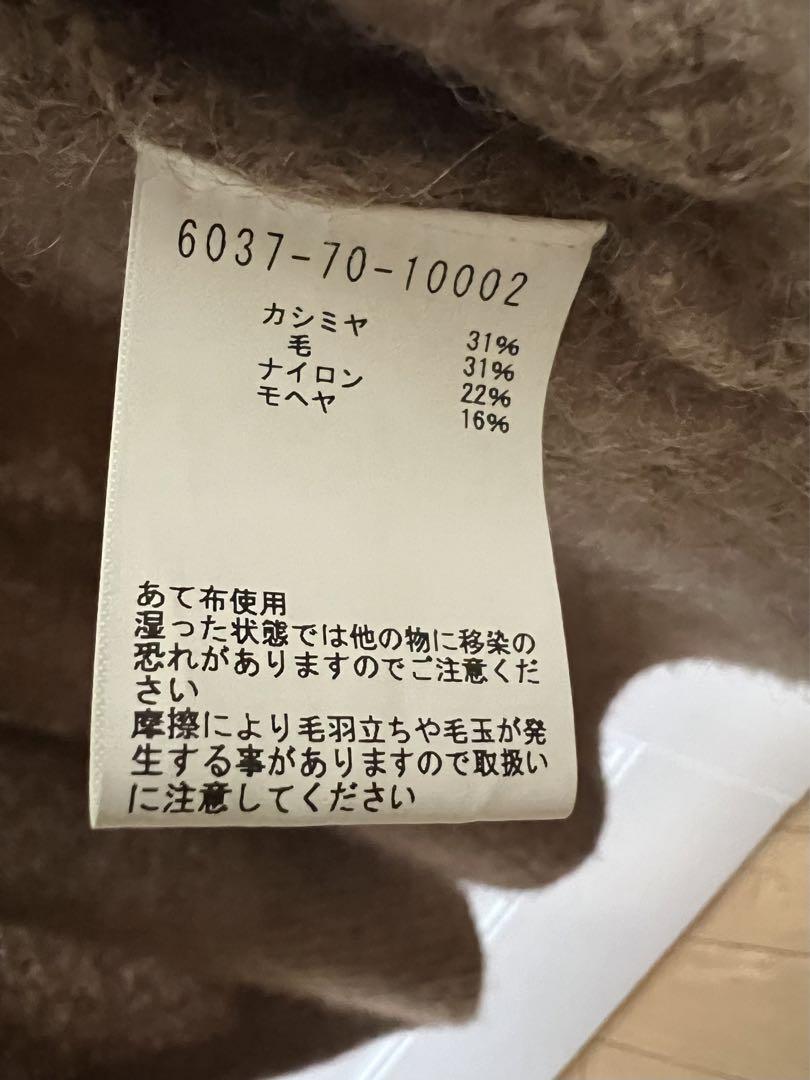 6037-70-10002
カシミヤ 31%
毛 31%
ナイロン 22%
モヘヤ 16%
あて布使用
湿った状態では他の物に移染の
恐れがありますのでご注意くだ
さい
摩擦により毛羽立ちや毛玉が発
生する事がありますので取扱い
に注意してください